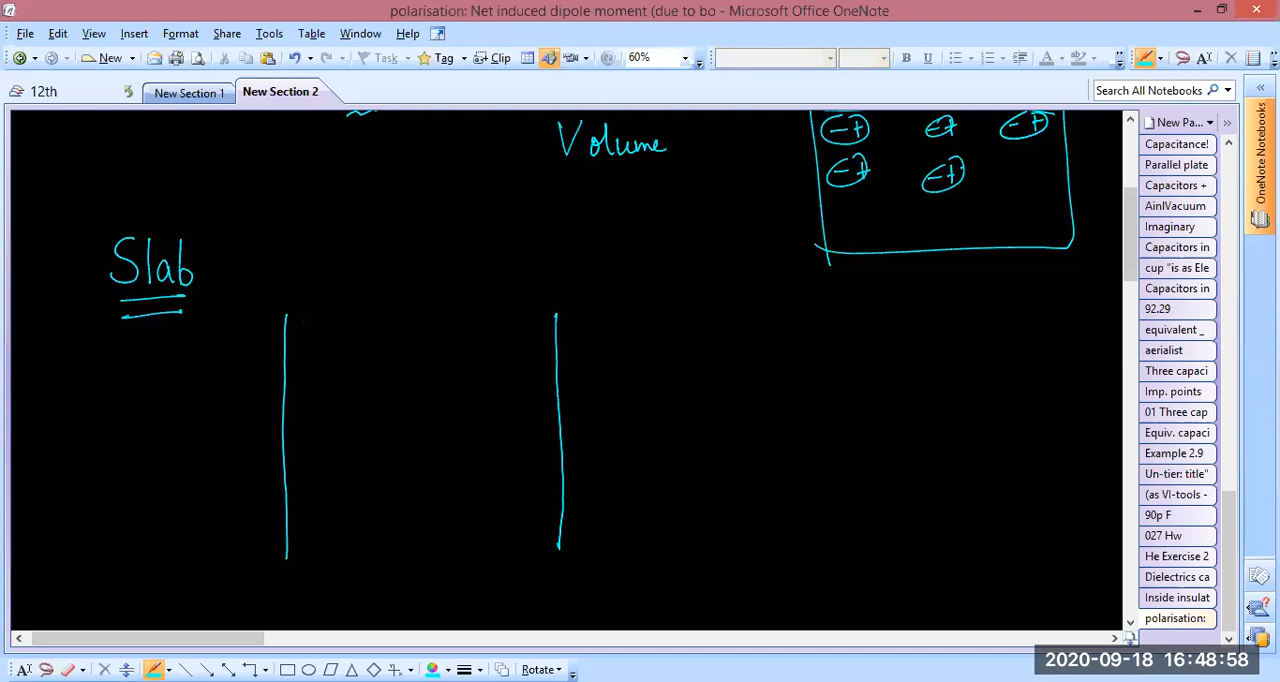 polarisation: Net induced dipole moment (due to bo - Microsoft Office OneNote
File Edit View Insert Format Share Tools Table Window Help
New Task Tag Clip 60% B U A
12th New Section 1 New Section 2 Search All Notebooks
New Pa...
Capacitance!
Parallel plate
Capacitors +
AinlVacuum
Imaginary
Capacitors in
cup "is as Ele
Capacitors in
92.29
equivalent _
aerialist
Three capaci
Imp. points
01 Three cap
Equiv. capaci
Example 2.9
Un-tier: title"
(as VI-tools -
90p F
027 Hw
He Exercise 2
Dielectrics ca
Inside insulat
polarisation:
OneNote Notebooks
Volume
- + - + - +
- + - +
Slab
2020-09-18 16:48:58
Rotate